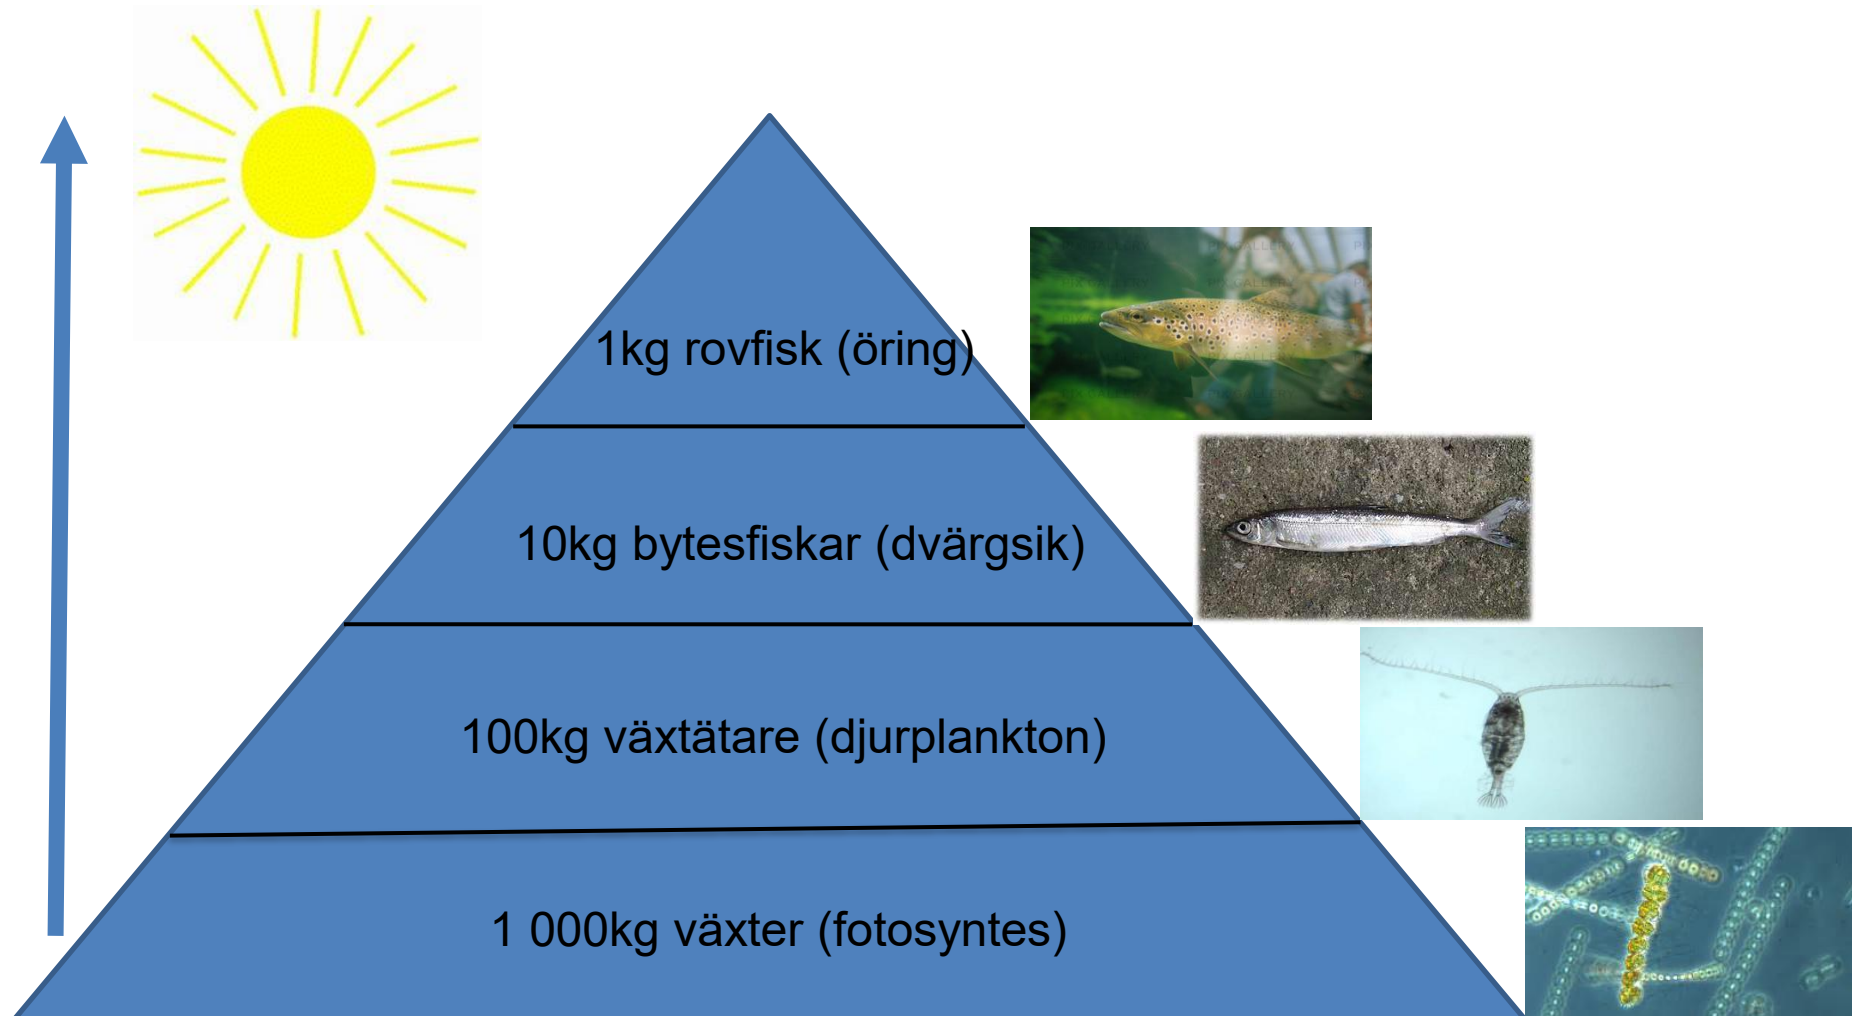 1kg rovfisk (öring)
10kg bytesfiskar (dvärgsik)
100kg växtätare (djurplankton)
1 000kg växter (fotosyntes)